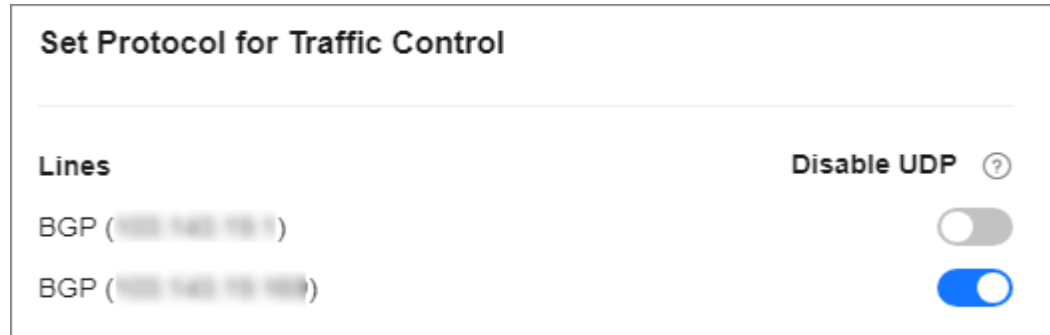 Set Protocol for Traffic Control
Lines Disable UDP ?
BGP ( )
BGP ( )